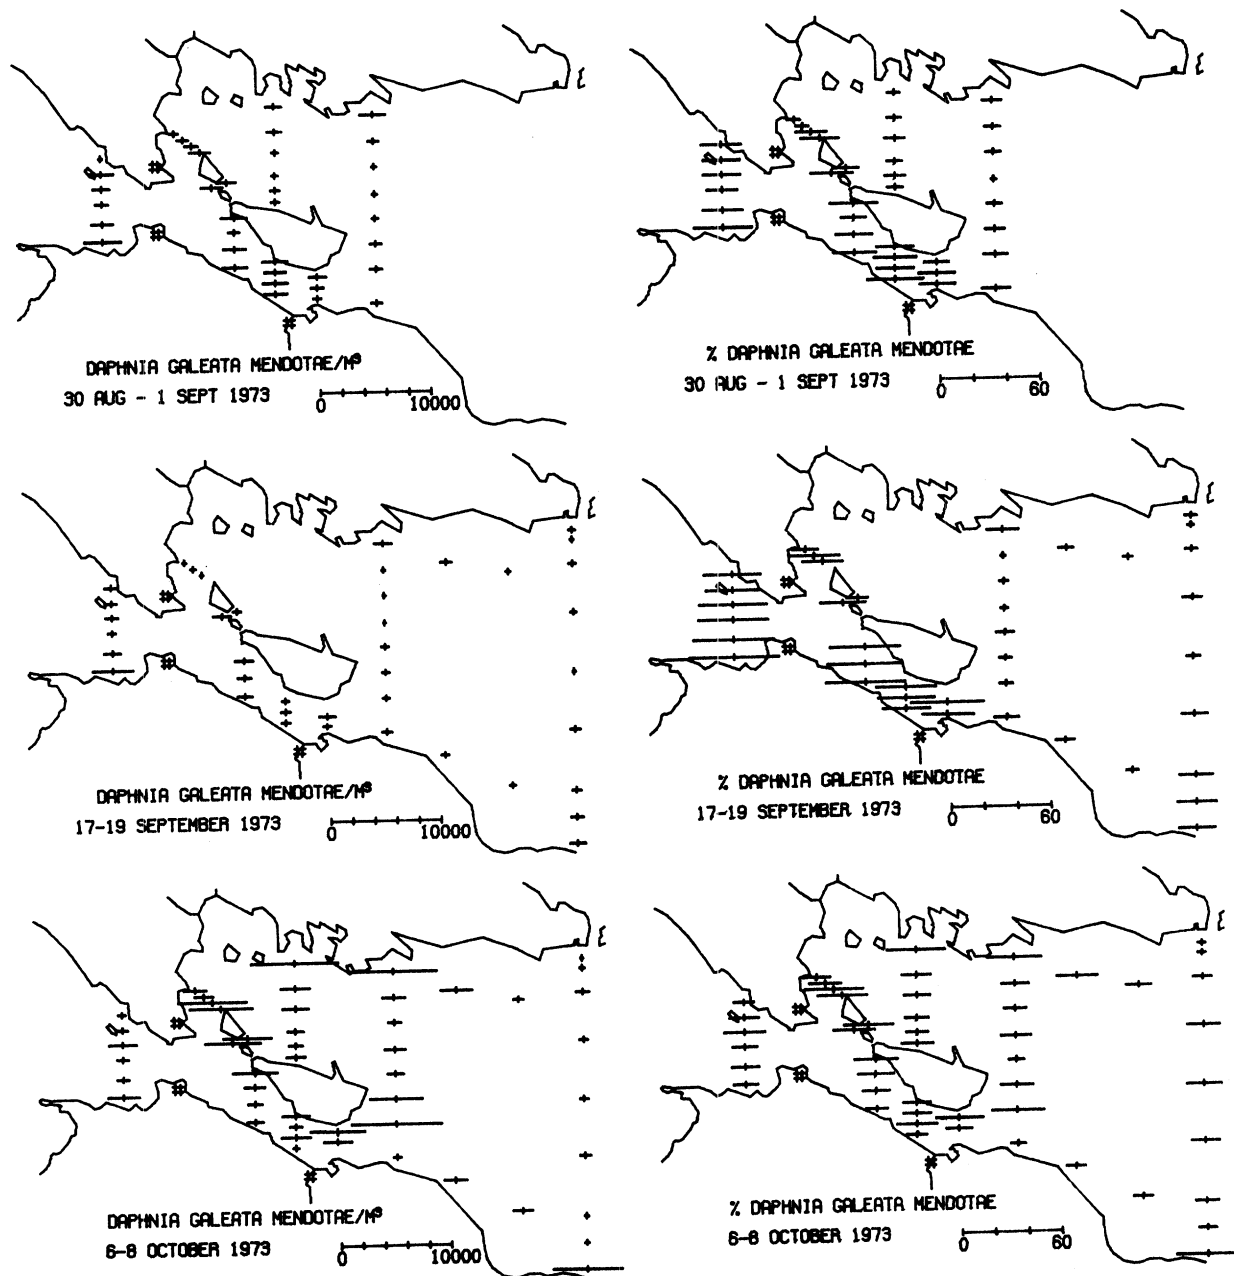 DAPHNIA GALEATA MENDOTAE/M³
30 AUG - 1 SEPT 1973
0 10000
% DAPHNIA GALEATA MENDOTAE
30 AUG - 1 SEPT 1973
0 60
DAPHNIA GALEATA MENDOTAE/M³
17-19 SEPTEMBER 1973
0 10000
% DAPHNIA GALEATA MENDOTAE
17-19 SEPTEMBER 1973
0 60
DAPHNIA GALEATA MENDOTAE/M³
6-8 OCTOBER 1973
0 10000
% DAPHNIA GALEATA MENDOTAE
6-8 OCTOBER 1973
0 60